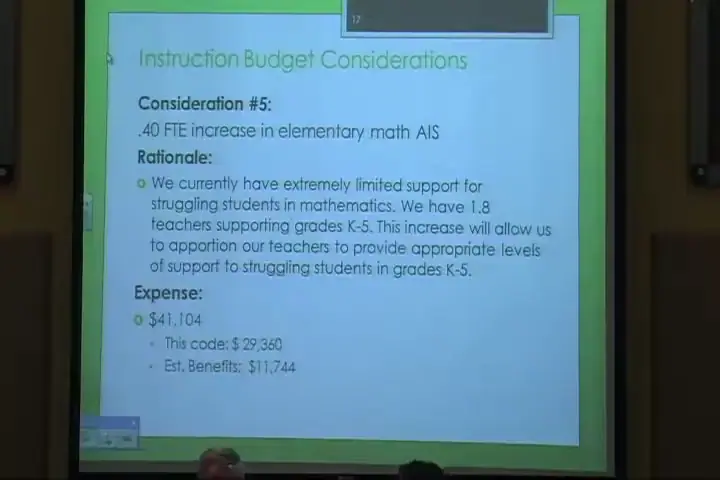 17
Instruction Budget Considerations
Consideration #5:
.40 FTE increase in elementary math AIS
Rationale:
We currently have extremely limited support for
struggling students in mathematics. We have 1.8
teachers supporting grades K-5. This increase will allow us
to apportion our teachers to provide appropriate levels
of support to struggling students in grades K-5.
Expense:
$41,104
This code: $ 29,360
Est. Benefits: $11,744